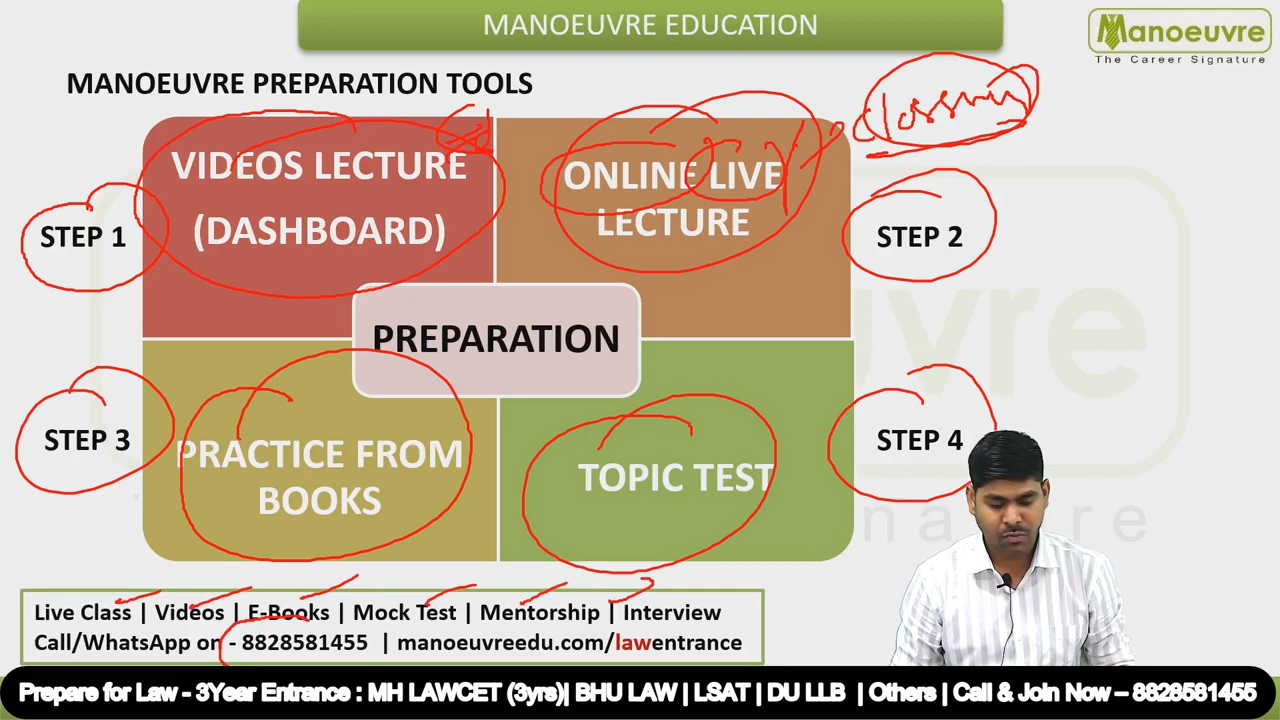 MANOEUVRE EDUCATION
Manoeuvre
The Career Signature
MANOEUVRE PREPARATION TOOLS
VIDEOS LECTURE
(DASHBOARD)
ONLINE LIVE
LECTURE
STEP 1
STEP 2
PREPARATION
STEP 3
STEP 4
PRACTICE FROM
BOOKS
TOPIC TEST
Live Class | Videos | E-Books | Mock Test | Mentorship | Interview
Call/WhatsApp on - 8828581455 | manoeuvreedu.com/lawentrance
Prepare for Law - 3Year Entrance : MH LAWCET (3yrs)| BHU LAW | LSAT | DU LLB | Others | Call & Join Now – 8828581455